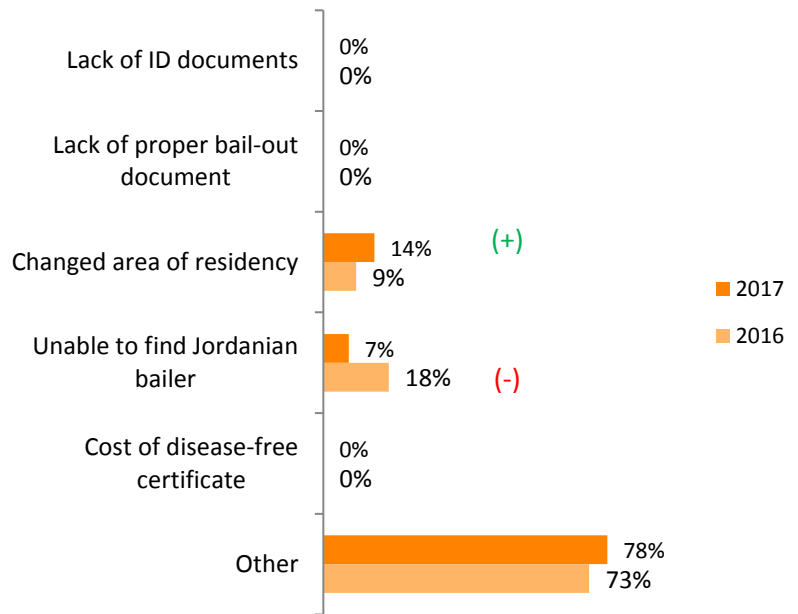 Lack of ID documents
0%
0%
Lack of proper bail-out
document
0%
0%
Changed area of residency
14%
9%
(+)
Unable to find Jordanian
bailer
7%
18%
(-)
Cost of disease-free
certificate
0%
0%
Other
78%
73%
2017
2016